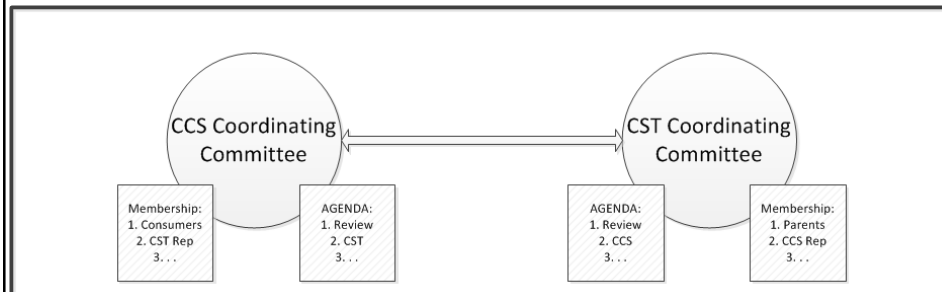 CCS Coordinating
Committee
CST Coordinating
Committee
Membership:
1. Consumers
2. CST Rep
3. . .
AGENDA:
1. Review
2. CST
3. . .
AGENDA:
1. Review
2. CCS
3. . .
Membership:
1. Parents
2. CCS Rep
3. . .